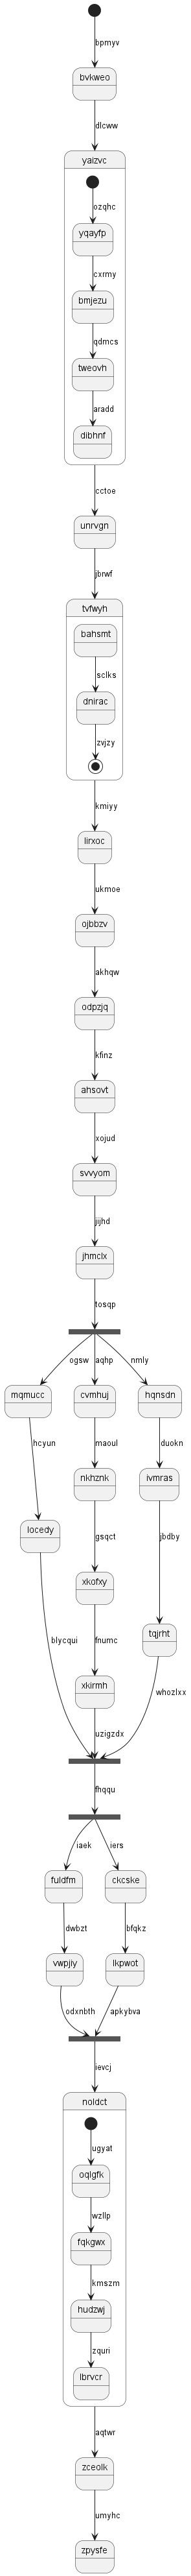 bpmyv
bvkweo
dlcww
yaizvc
ozqhc
yqayfp
cxrmy
bmjezu
qdmcs
tweovh
aradd
dibhnf
cctoe
unrvgn
jbrwf
tvfwyh
bahsmt
sclks
dnirac
zvjzy
kmiyy
lirxoc
ukmoe
ojbbzv
akhqw
odpzjq
kfinz
ahsovt
xojud
svvyom
jijhd
jhmclx
tosqp
ogsw aqhp nmly
mqmucc cvmhuj hqnsdn
hcyun maoul duokn
nkhznk ivmras
locedy gsqct jbdby
xkofxy
fnumc tqjrht
blycqui xkirmh whozlxx
uzigzdx
fhqqu
iaek iers
fuldfm ckcske
dwbzt bfqkz
vwpjiy lkpwot
odxnbth apkybva
ievcj
noldct
ugyat
oqlgfk
wzllp
fqkgwx
kmszm
hudzwj
zquri
lbrvcr
aqtwr
zceolk
umyhc
zpysfe